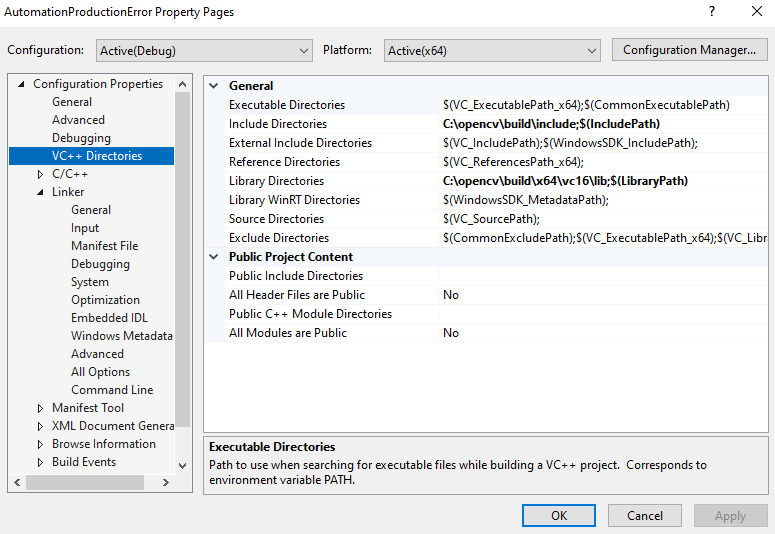 AutomationProductionError Property Pages ? ×
Configuration: Active(Debug) Platform: Active(x64) Configuration Manager...
Configuration Properties
General
Advanced
Debugging
VC++ Directories
C/C++
Linker
General
Input
Manifest File
Debugging
System
Optimization
Embedded IDL
Windows Metadata
Advanced
All Options
Command Line
Manifest Tool
XML Document Genera
Browse Information
Build Events
General
Executable Directories $(VC_ExecutablePath_x64);$(CommonExecutablePath)
Include Directories C:\opencv\build\include;$(IncludePath)
External Include Directories $(VC_IncludePath);$(WindowsSDK_IncludePath);
Reference Directories $(VC_ReferencesPath_x64);
Library Directories C:\opencv\build\x64\vc16\lib;$(LibraryPath)
Library WinRT Directories $(WindowsSDK_MetadataPath);
Source Directories $(VC_SourcePath);
Exclude Directories $(CommonExcludePath);$(VC_ExecutablePath_x64);$(VC_Libra
Public Project Content
Public Include Directories
All Header Files are Public No
Public C++ Module Directories
All Modules are Public No
Executable Directories
Path to use when searching for executable files while building a VC++ project.  Corresponds to
environment variable PATH.
OK Cancel Apply